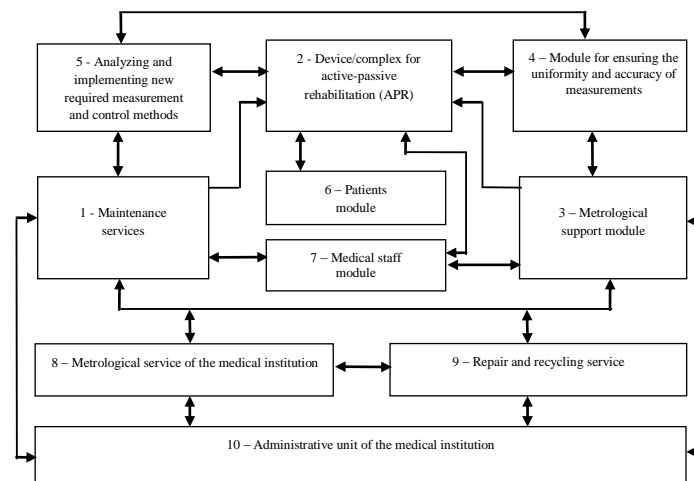 5 - Analyzing and
implementing new
required measurement
and control methods
2 - Device/complex for
active-passive
rehabilitation (APR)
4 – Module for ensuring the
uniformity and accuracy of
measurements
1 - Maintenance
services
6 – Patients
module
3 – Metrological
support module
7 – Medical staff
module
8 – Metrological service of the medical institution
9 – Repair and recycling service
10 – Administrative unit of the medical institution